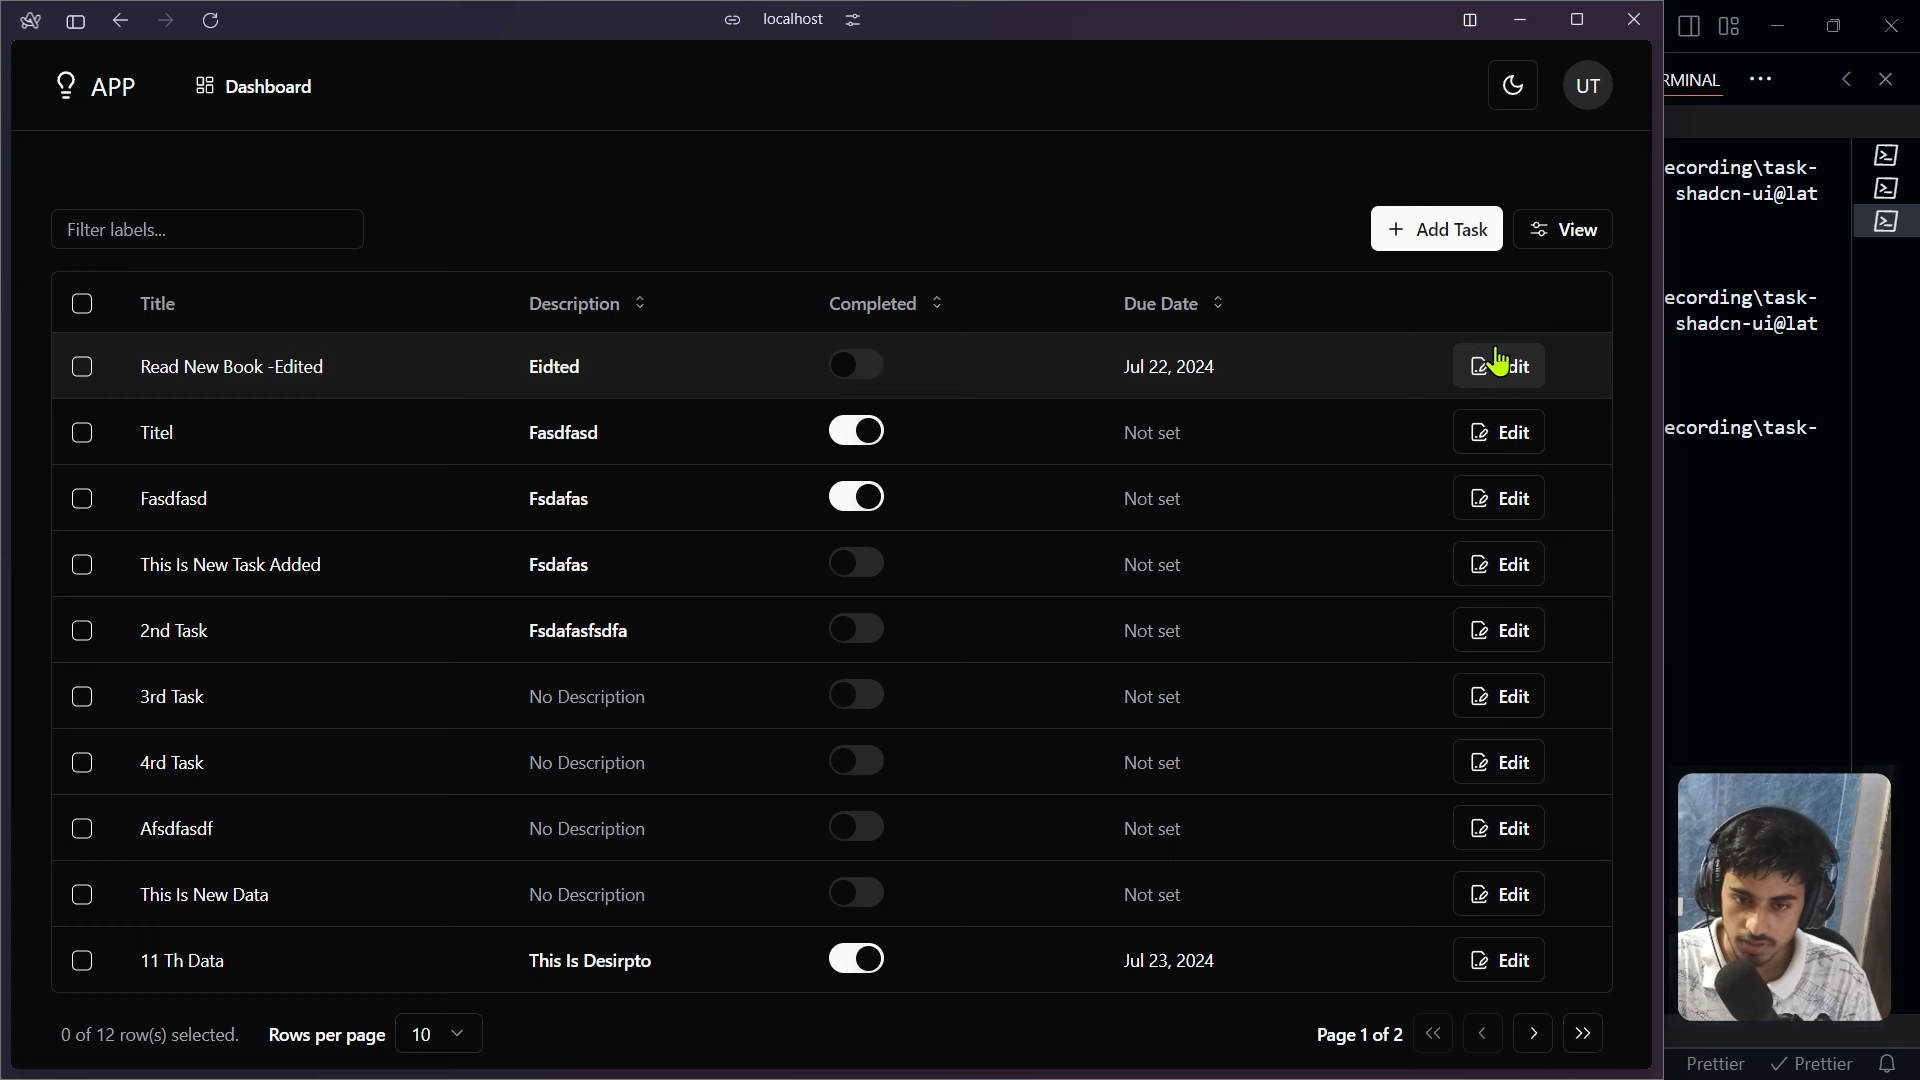 localhost
APP
Dashboard
UT
Filter labels...
Add Task
View
Title Description Completed Due Date
Read New Book -Edited Eidted Jul 22, 2024 dit
Titel Fasdfasd Not set Edit
Fasdfasd Fsdafas Not set Edit
This Is New Task Added Fsdafas Not set Edit
2nd Task Fsdafasfsdfa Not set Edit
3rd Task No Description Not set Edit
4rd Task No Description Not set Edit
Afsdfasdf No Description Not set Edit
This Is New Data No Description Not set Edit
11 Th Data This Is Desirpto Jul 23, 2024 Edit
0 of 12 row(s) selected. Rows per page 10 Page 1 of 2
RMINAL
ecording\task-
shadcn-ui@lat
ecording\task-
shadcn-ui@lat
ecording\task-
Prettier Prettier